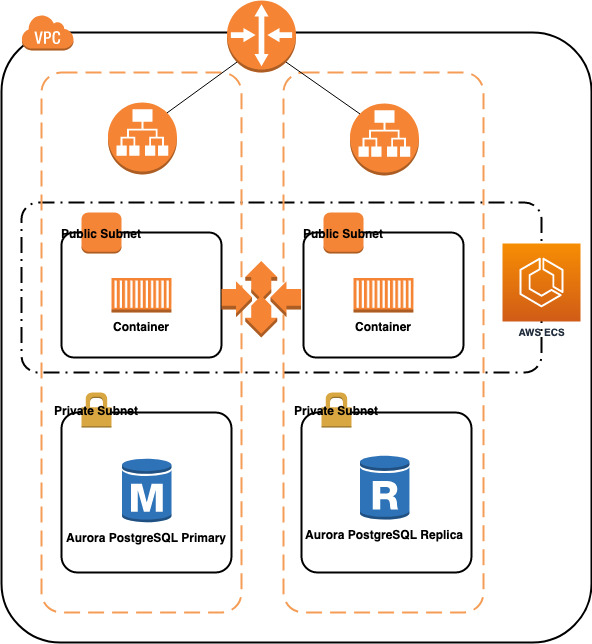 VPC
Public Subnet
Public Subnet
Container
Container
AWS ECS
Private Subnet
Private Subnet
M
R
Aurora PostgreSQL Primary
Aurora PostgreSQL Replica